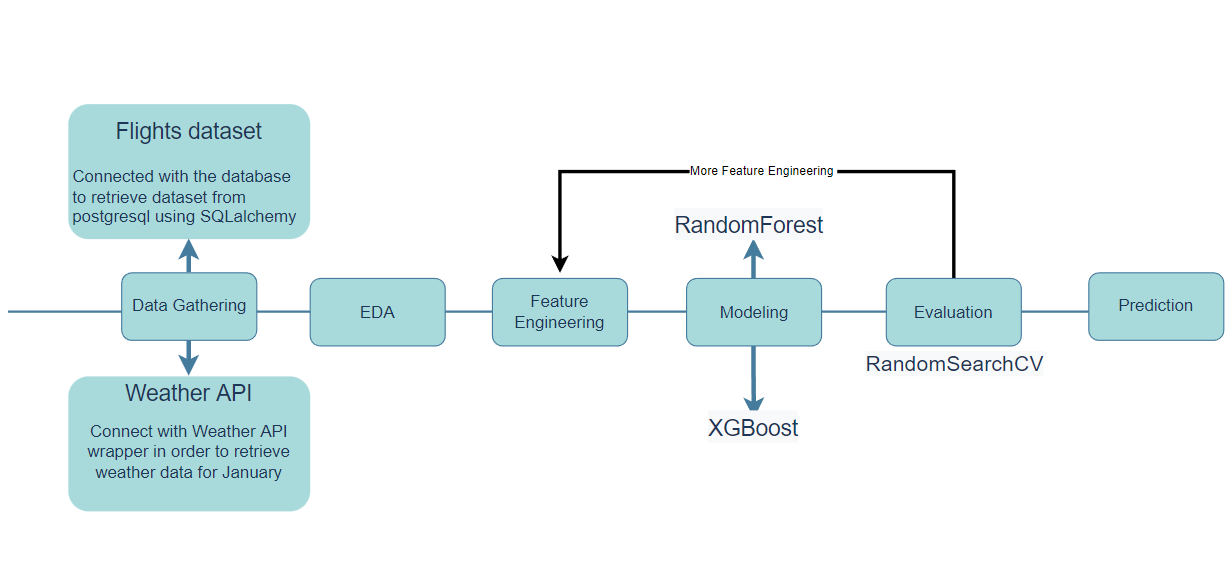 Flights dataset
Connected with the database
to retrieve dataset from
postgresql using SQLalchemy
More Feature Engineering
RandomForest
Data Gathering
EDA
Feature
Engineering
Modeling
Evaluation
Prediction
RandomSearchCV
Weather API
Connect with Weather API
wrapper in order to retrieve
weather data for January
XGBoost